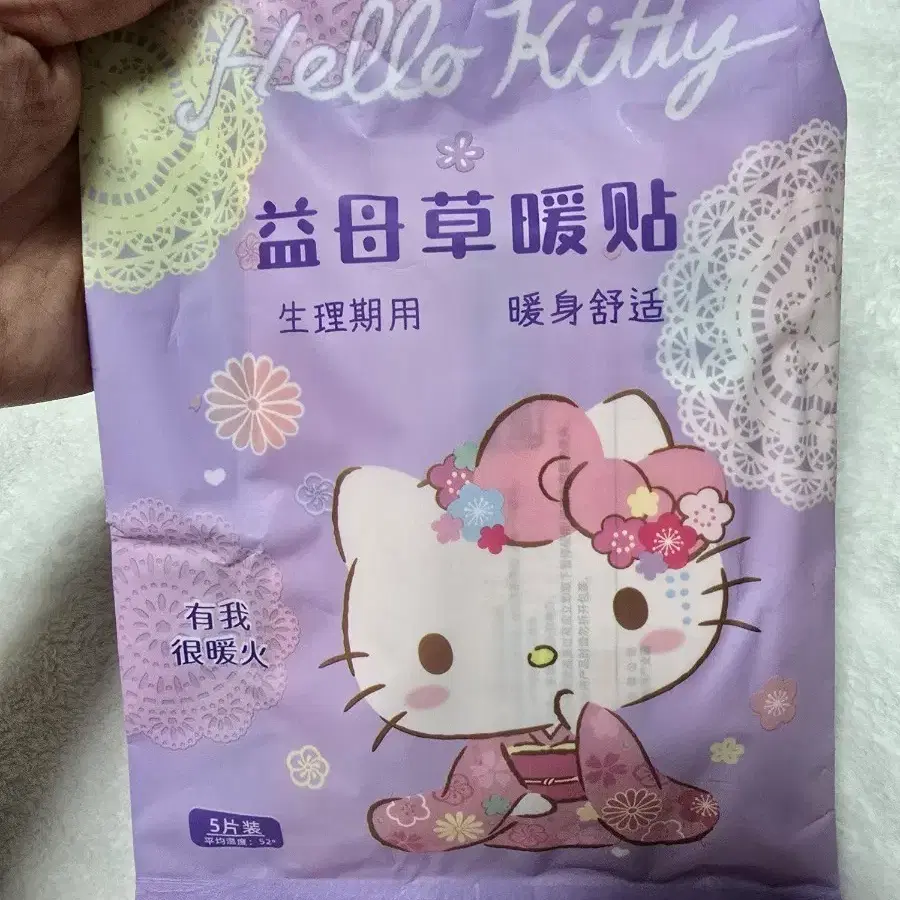 Hello Kitty
益母草暖贴
生理期用 暖身舒适
有我
很暖火
5片装
平均温度：52°